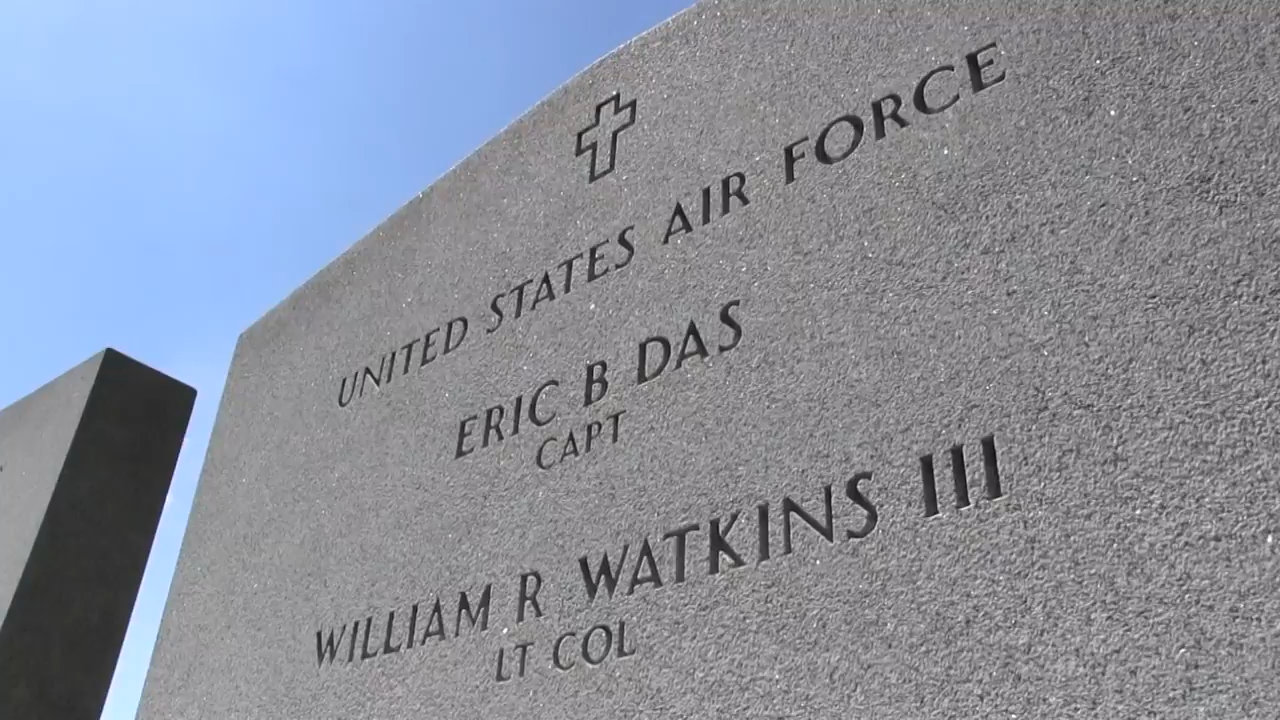 UNITED STATES AIR FORCE
ERIC B DAS
CAPT
WILLIAM R WATKINS III
LT COL